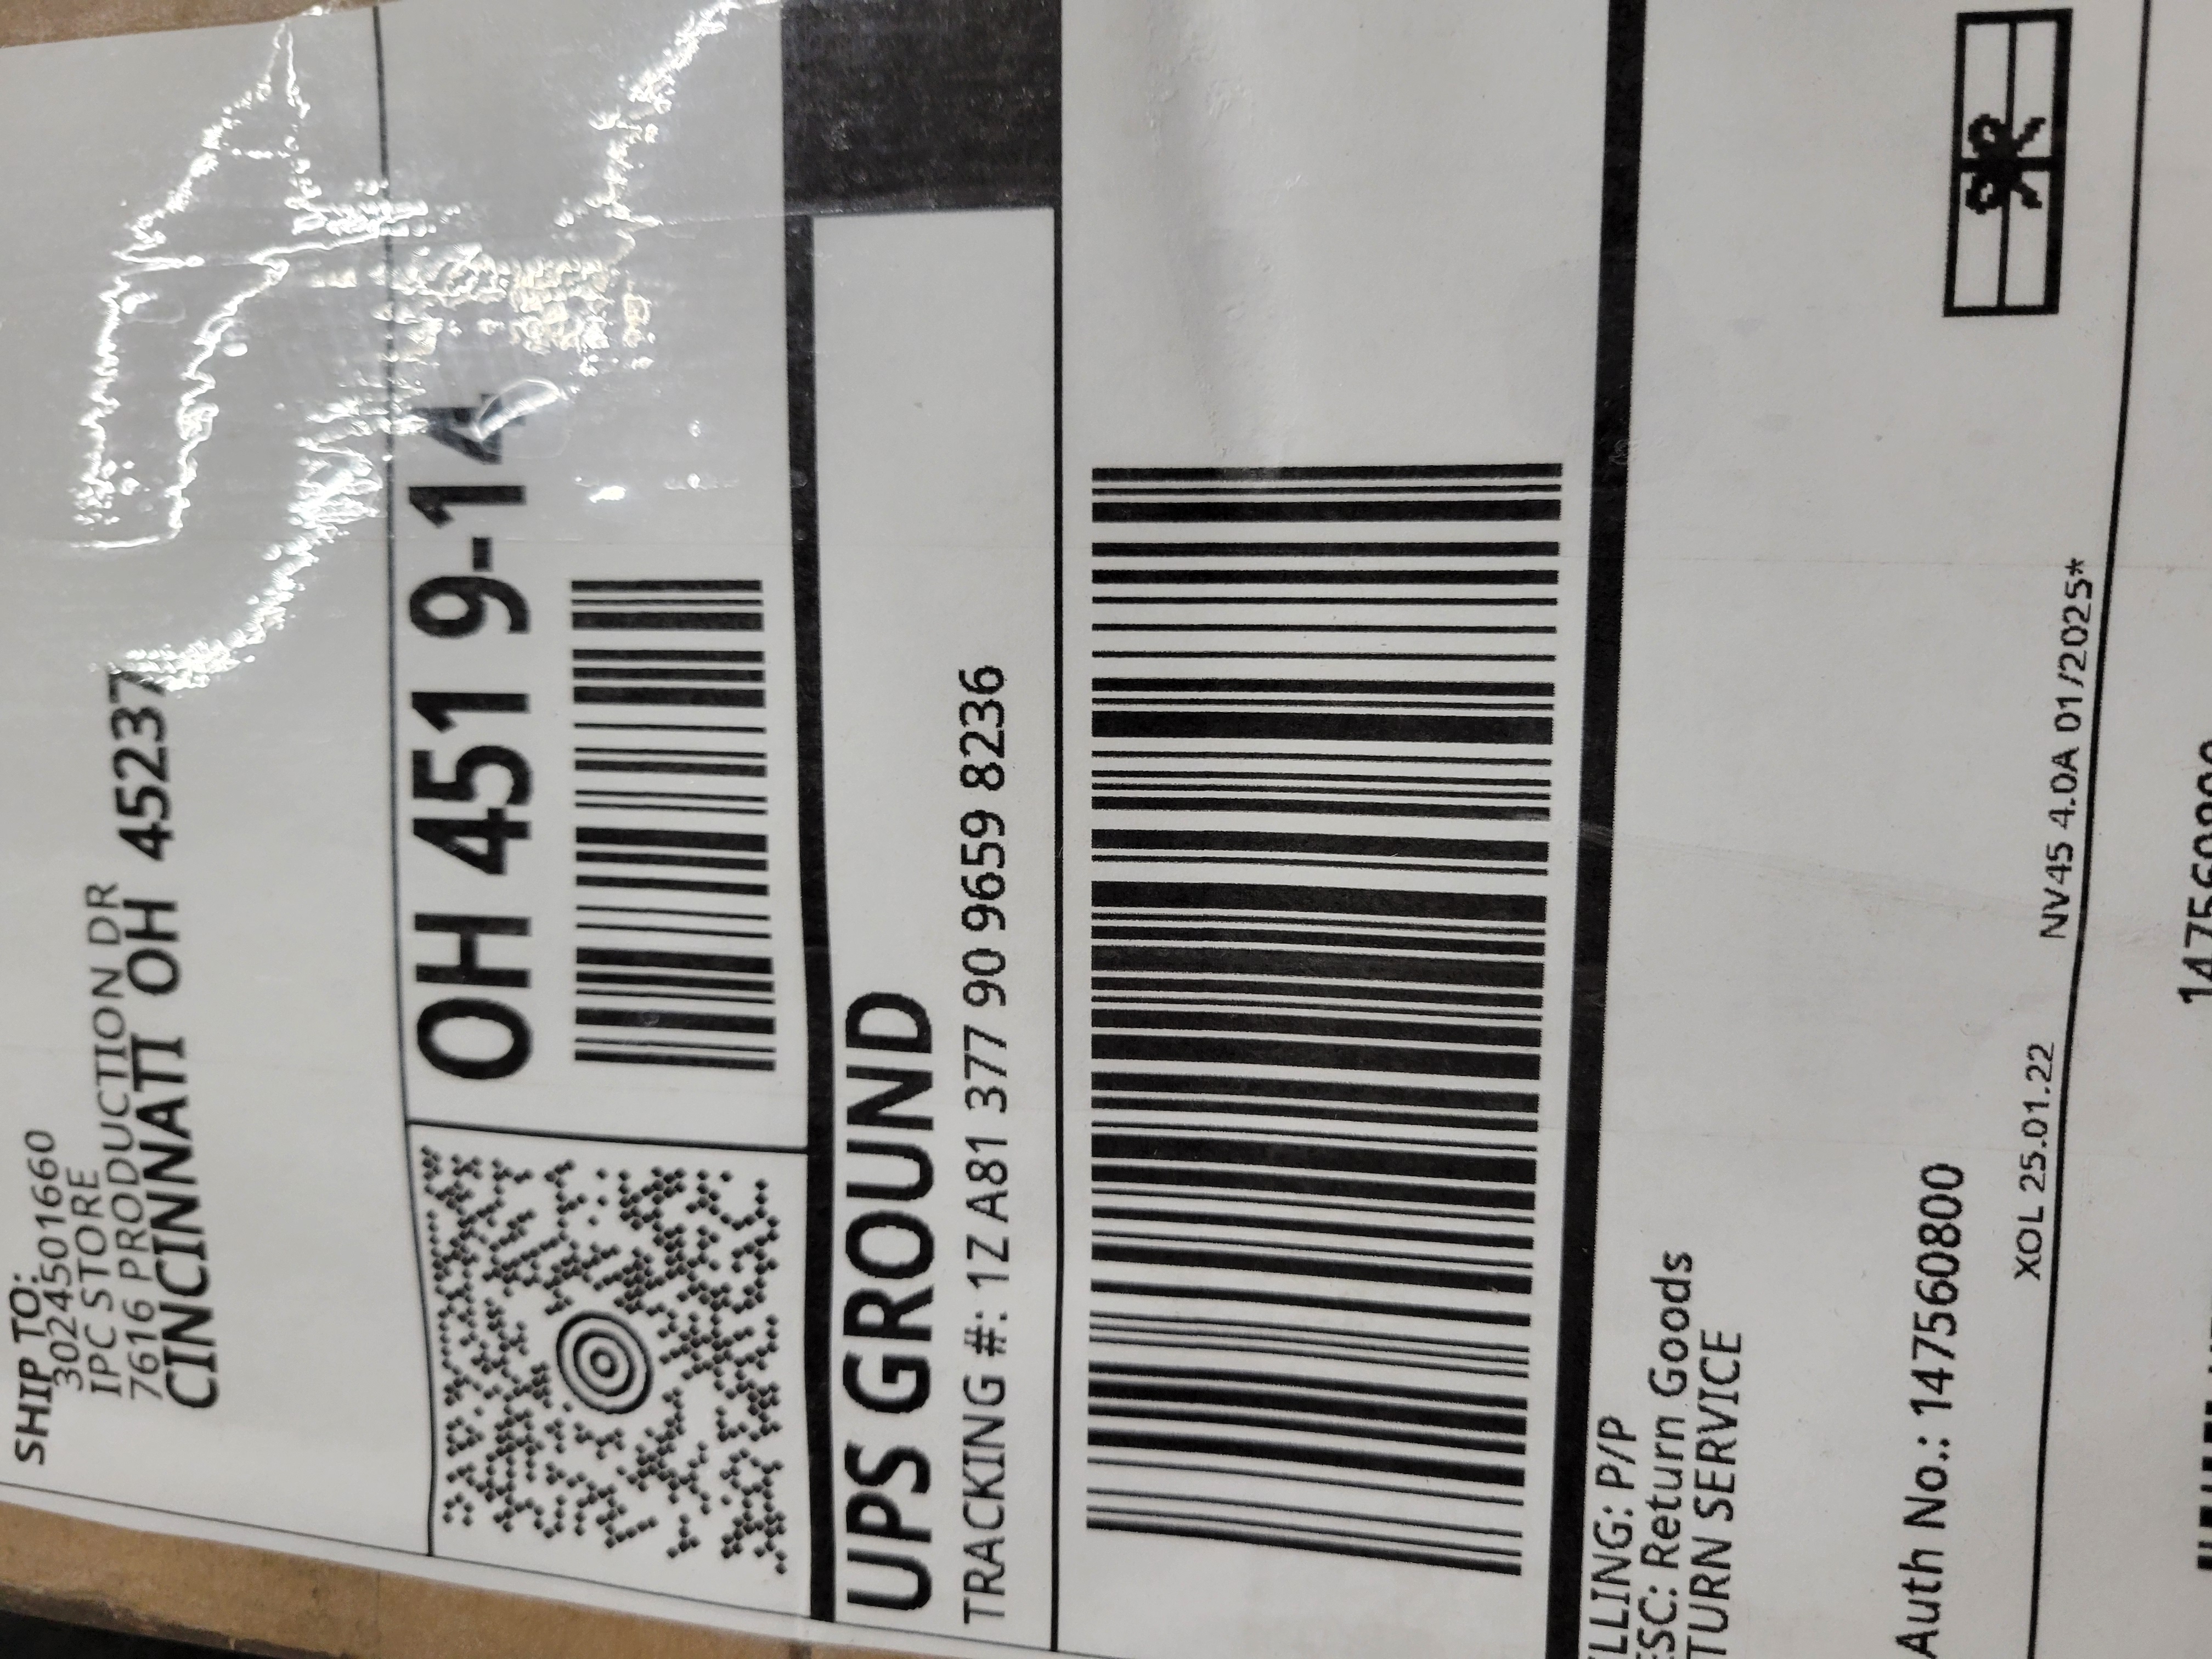 SHIP TO:
3024501660
IPC STORE
7616 PRODUCTION DR
CINCINNATI OH 45237
OH 451 9-14
UPS GROUND
TRACKING #: 1Z A81 377 90 9659 8236
LLING: P/P
ESC: Return Goods
TURN SERVICE
Auth No.: 147560800
XOL 25.01.22 NV45 4.0A 01/2025*